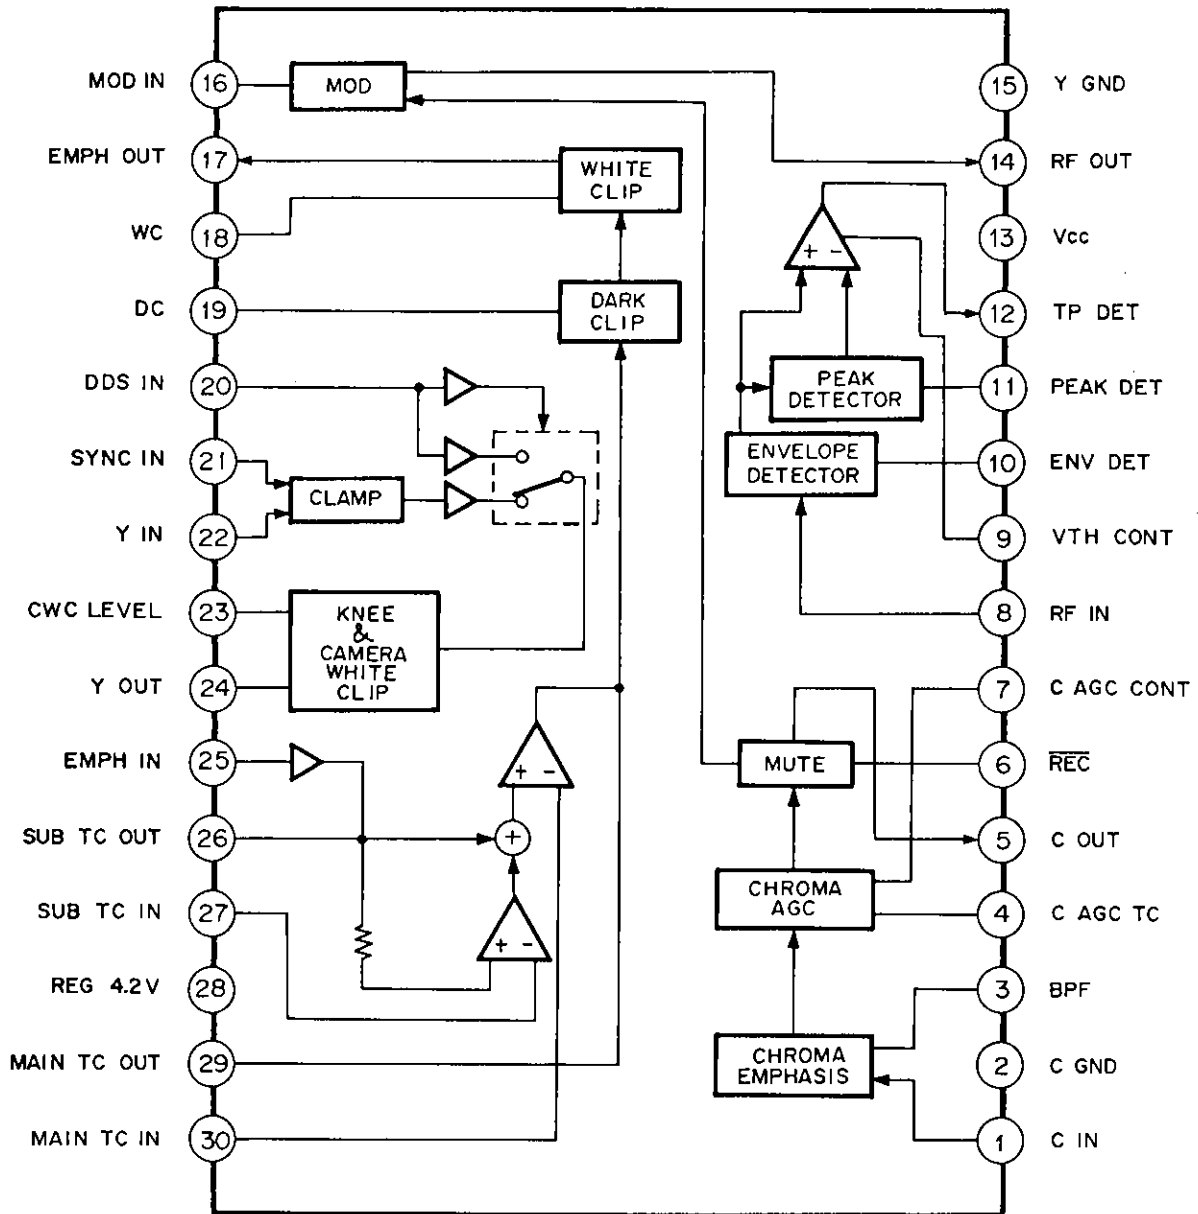 MOD IN 16 MOD 15 Y GND
EMPH OUT 17 14 RF OUT
WHITE
CLIP
WC 18 + − 13 Vcc
DC 19 12 TP DET
DARK
CLIP
DDS IN 20 11 PEAK DET
PEAK
DETECTOR
SYNC IN 21 10 ENV DET
ENVELOPE
DETECTOR
CLAMP
Y IN 22 9 VTH CONT
CWC LEVEL 23 8 RF IN
KNEE
&
CAMERA
WHITE
CLIP
Y OUT 24 7 C AGC CONT
EMPH IN 25 + − MUTE 6 REC
SUB TC OUT 26 + 5 C OUT
CHROMA
AGC
SUB TC IN 27 + − 4 C AGC TC
REG 4.2V 28 3 BPF
MAIN TC OUT 29 2 C GND
CHROMA
EMPHASIS
MAIN TC IN 30 1 C IN